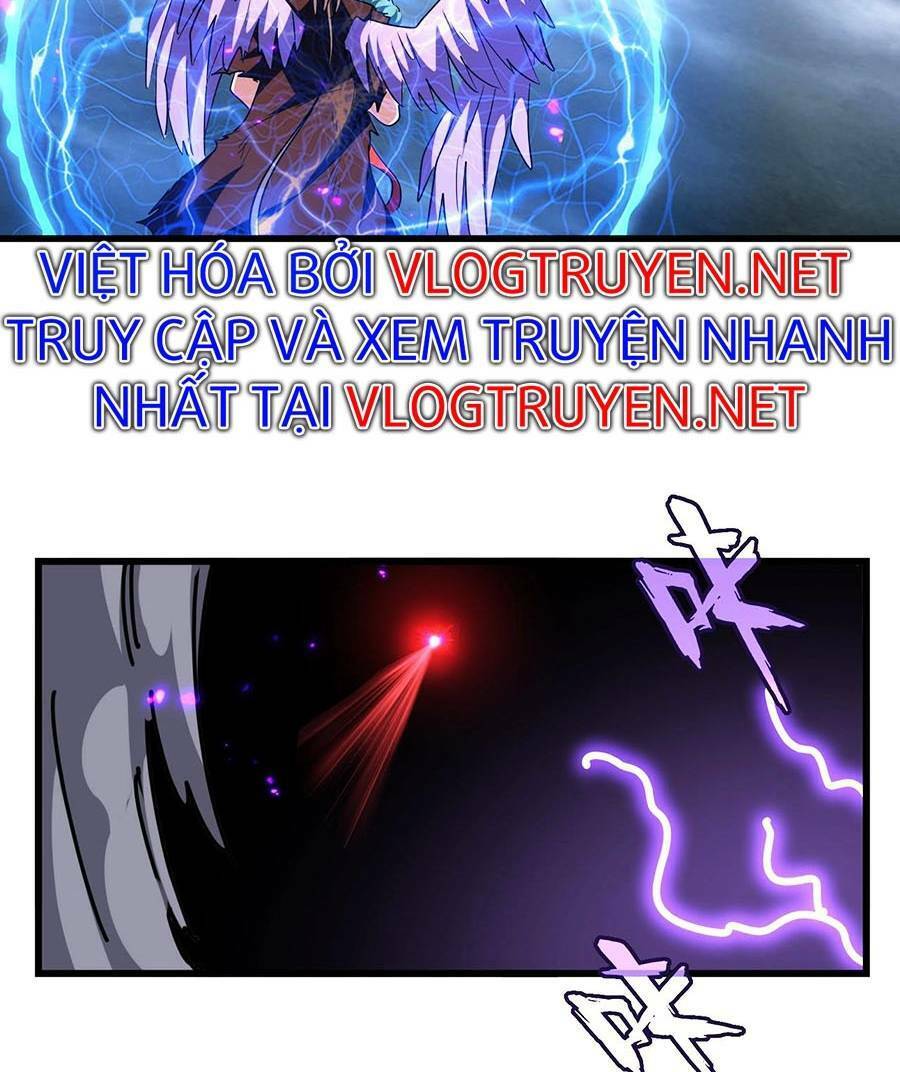 VIỆT HÓA BỞI VLOGTRUYEN.NET
TRUY CẬP VÀ XEM TRUYỆN NHANH
NHẤT TẠI VLOGTRUYEN.NET